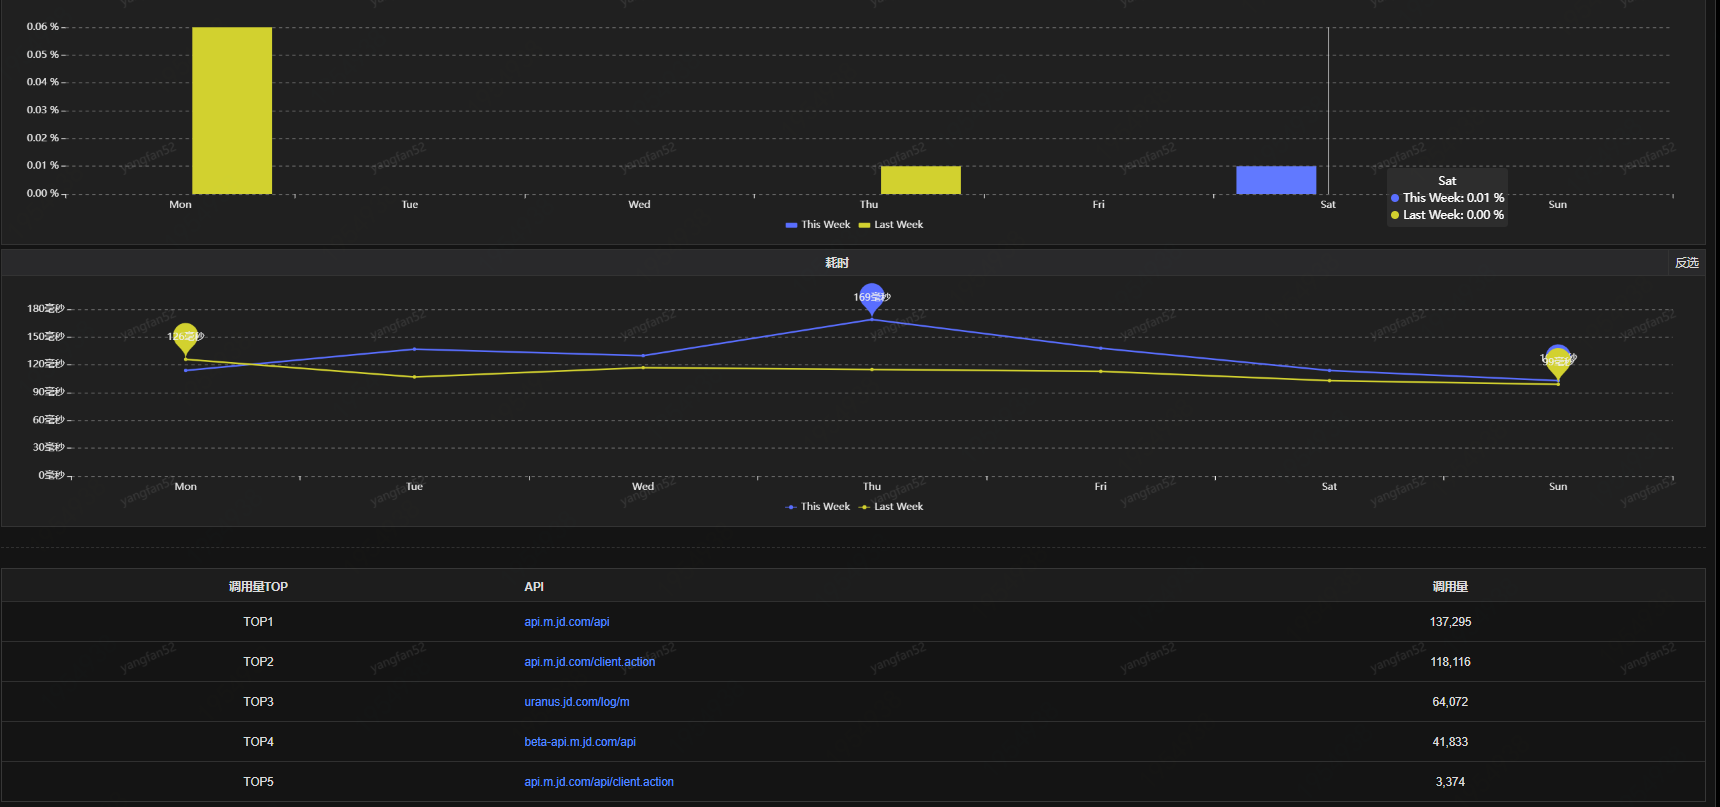 0.06 %
0.05 %
0.04 %
0.03 %
0.02 %
0.01 %
0.00 %
Mon Tue Wed Thu Fri Sat Sun
Sat
This Week: 0.01 %
Last Week: 0.00 %
This Week Last Week
耗时 反选
180毫秒
150毫秒
120毫秒
90毫秒
60毫秒
30毫秒
0毫秒
126毫秒
169毫秒
99毫秒
Mon Tue Wed Thu Fri Sat Sun
This Week Last Week
调用量TOP API 调用量
TOP1 api.m.jd.com/api 137,295
TOP2 api.m.jd.com/client.action 118,116
TOP3 uranus.jd.com/log/m 64,072
TOP4 beta-api.m.jd.com/api 41,833
TOP5 api.m.jd.com/api/client.action 3,374
yangfan52